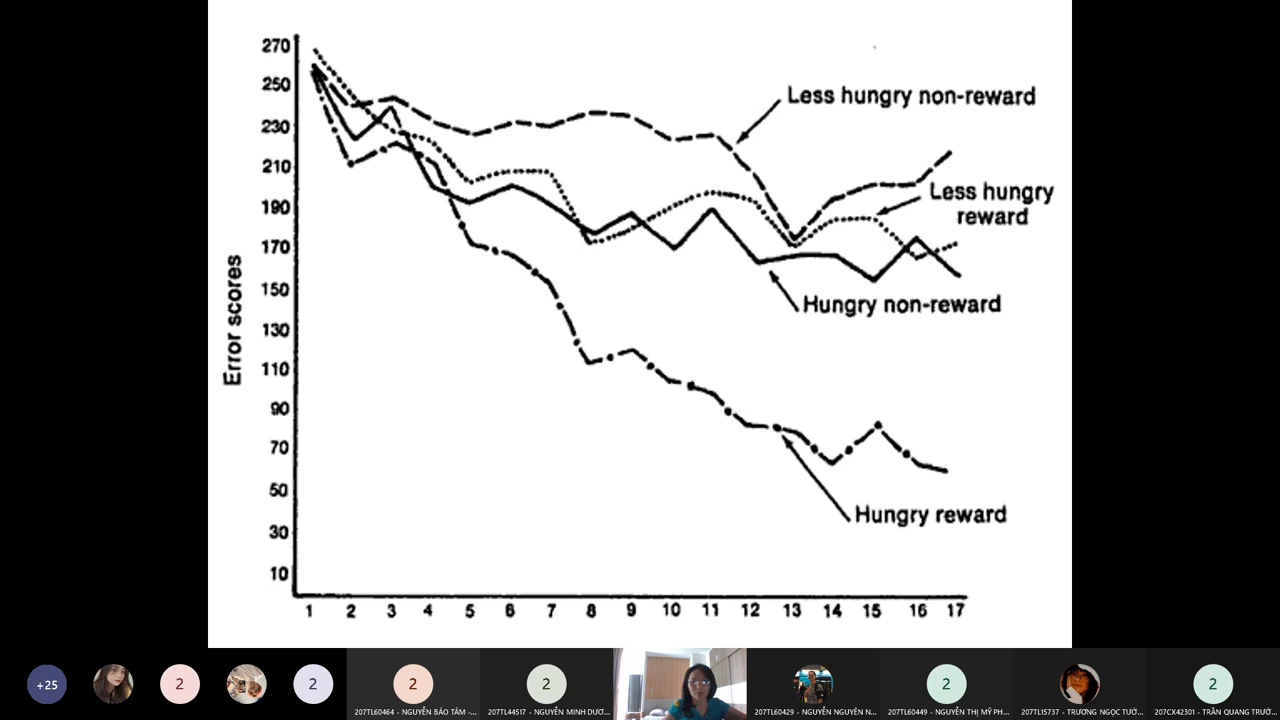 270
250
230
210
190
170
150
130
110
90
70
50
30
10
Error scores
Less hungry non-reward
Less hungry
reward
Hungry non-reward
Hungry reward
1 2 3 4 5 6 7 8 9 10 11 12 13 14 15 16 17
+25 2 2 2 2 2 2
207TL60464 - NGUYỄN BẢO TÂM -... 207TL44517 - NGUYỄN MINH DƯƠ... 207TL60429 - NGUYỄN NGUYÊN N... 207TL60449 - NGUYỄN THỊ MỸ PH... 207TL15737 - TRƯƠNG NGỌC TƯỜ... 207CX42301 - TRẦN QUANG TRƯỜ...